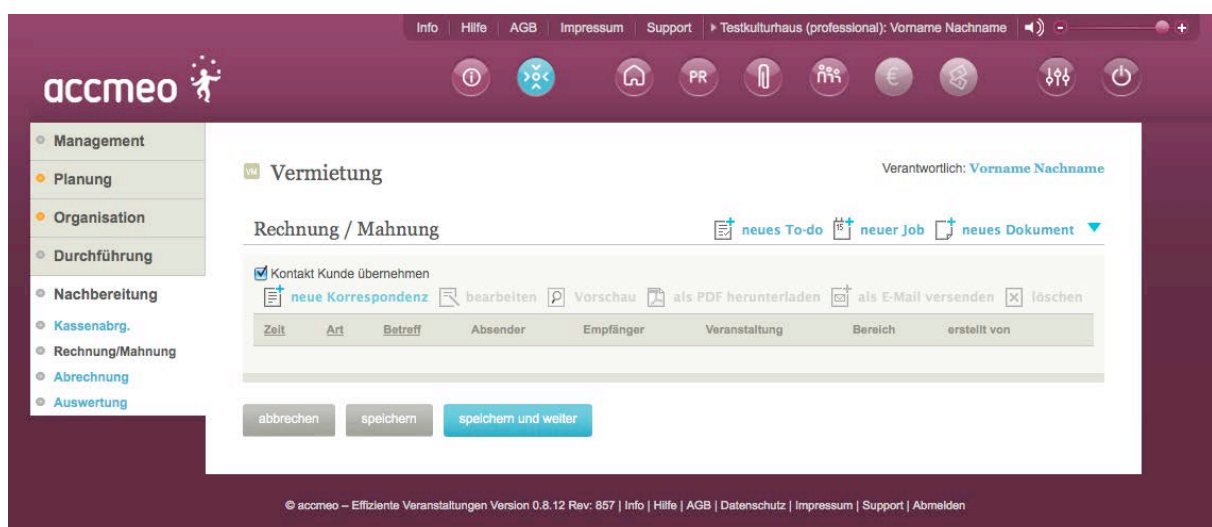 Info Hilfe AGB Impressum Support Testkulturhaus (professional): Vorname Nachname
accmeo
PR
€
Management
Planung
Organisation
Durchführung
Nachbereitung
Kassenabrg.
Rechnung/Mahnung
Abrechnung
Auswertung
VM Vermietung
Verantwortlich: Vorname Nachname
Rechnung / Mahnung
neues To-do 15 neuer Job neues Dokument
Kontakt Kunde übernehmen
neue Korrespondenz bearbeiten Vorschau als PDF herunterladen als E-Mail versenden löschen
Zeit Art Betreff Absender Empfänger Veranstaltung Bereich erstellt von
abbrechen speichern speichern und weiter
© accmeo – Effiziente Veranstaltungen Version 0.8.12 Rev: 857 | Info | Hilfe | AGB | Datenschutz | Impressum | Support | Abmelden